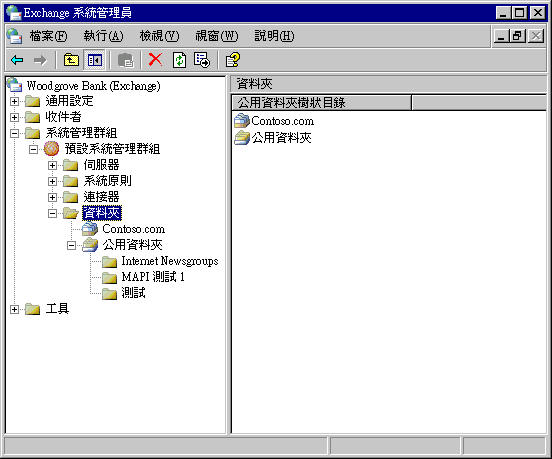 Exchange 系統管理員
檔案(F) 執行(A) 檢視(V) 視窗(W) 說明(H)
Woodgrove Bank (Exchange)
通用設定
收件者
系統管理群組
預設系統管理群組
伺服器
系統原則
連接器
資料夾
Contoso.com
公用資料夾
Internet Newsgroups
MAPI 測試 1
測試
工具
資料夾
公用資料夾樹狀目錄
Contoso.com
公用資料夾